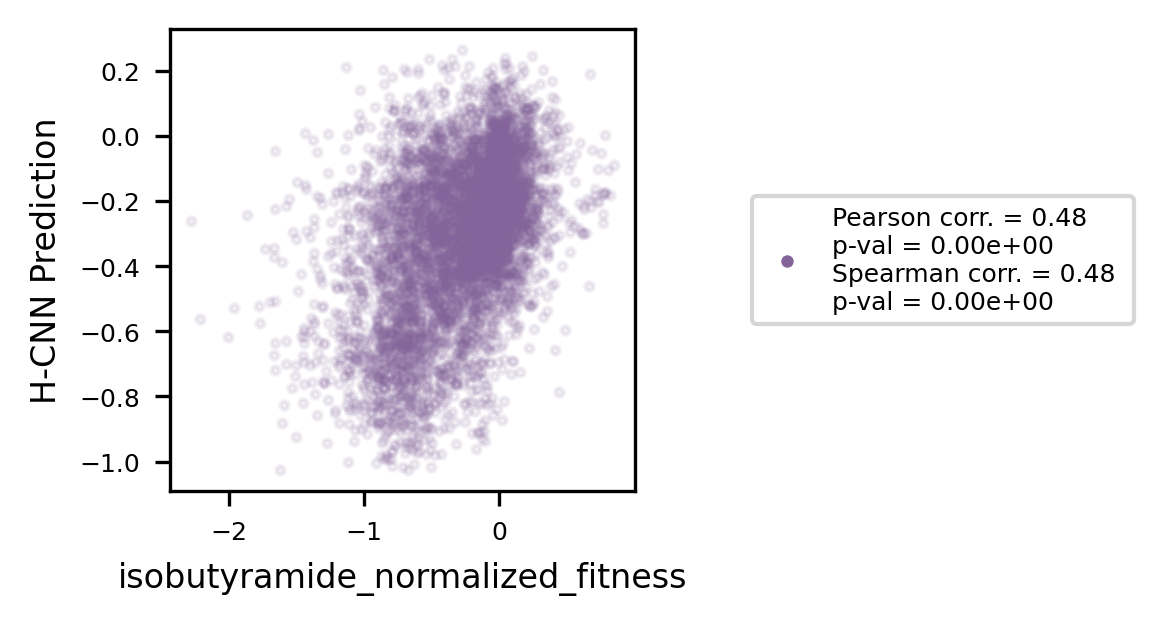 H-CNN Prediction
0.2
0.0
−0.2
−0.4
−0.6
−0.8
−1.0
−2
−1
0
isobutyramide_normalized_fitness
Pearson corr. = 0.48
p-val = 0.00e+00
Spearman corr. = 0.48
p-val = 0.00e+00